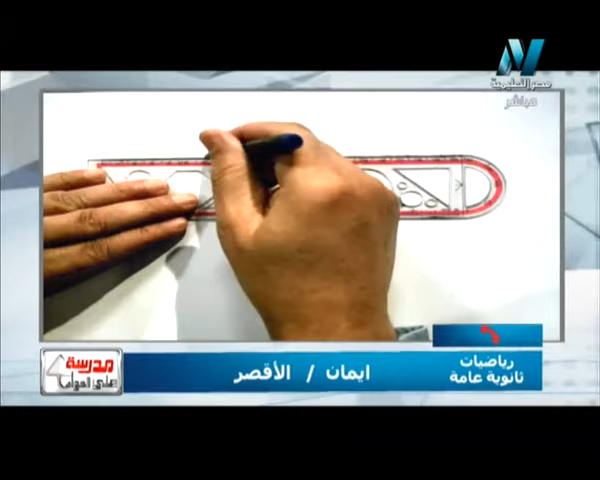 مصر التعليمية
مباشر
رياضيات
ثانوية عامة
ايمان / الأقصر
مدرسة
على الهواء